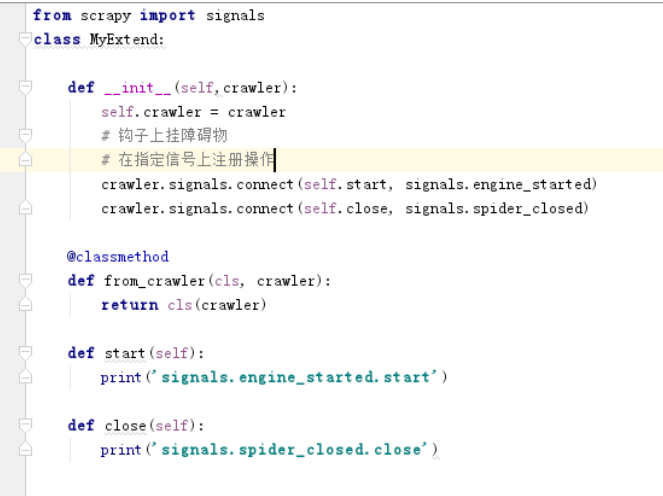 from scrapy import signals
class MyExtend:
def __init__(self,crawler):
self.crawler = crawler
# 钩子上挂障碍物
# 在指定信号上注册操作
crawler.signals.connect(self.start, signals.engine_started)
crawler.signals.connect(self.close, signals.spider_closed)
@classmethod
def from_crawler(cls, crawler):
return cls(crawler)
def start(self):
print('signals.engine_started.start')
def close(self):
print('signals.spider_closed.close')